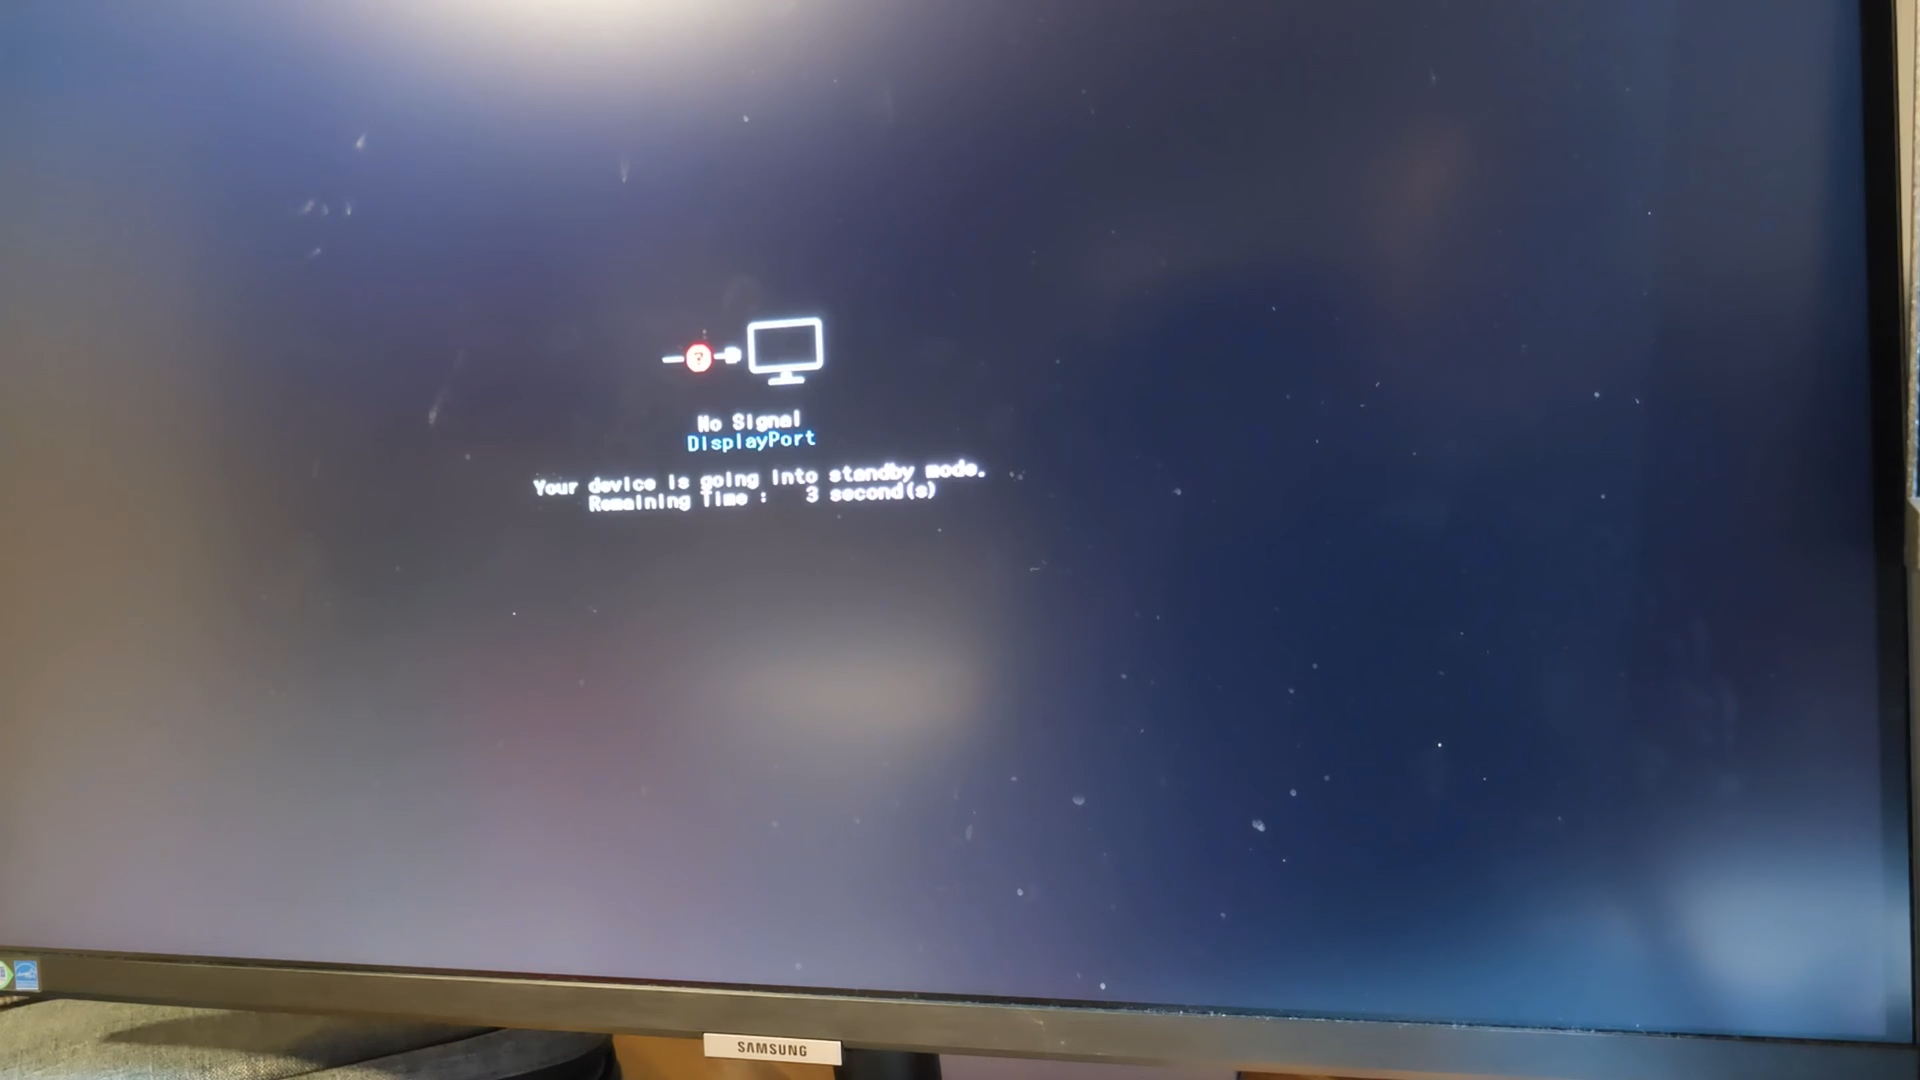 ?
No Signal
DisplayPort
Your device is going into standby mode.
Remaining Time :   3 second(s)
SAMSUNG